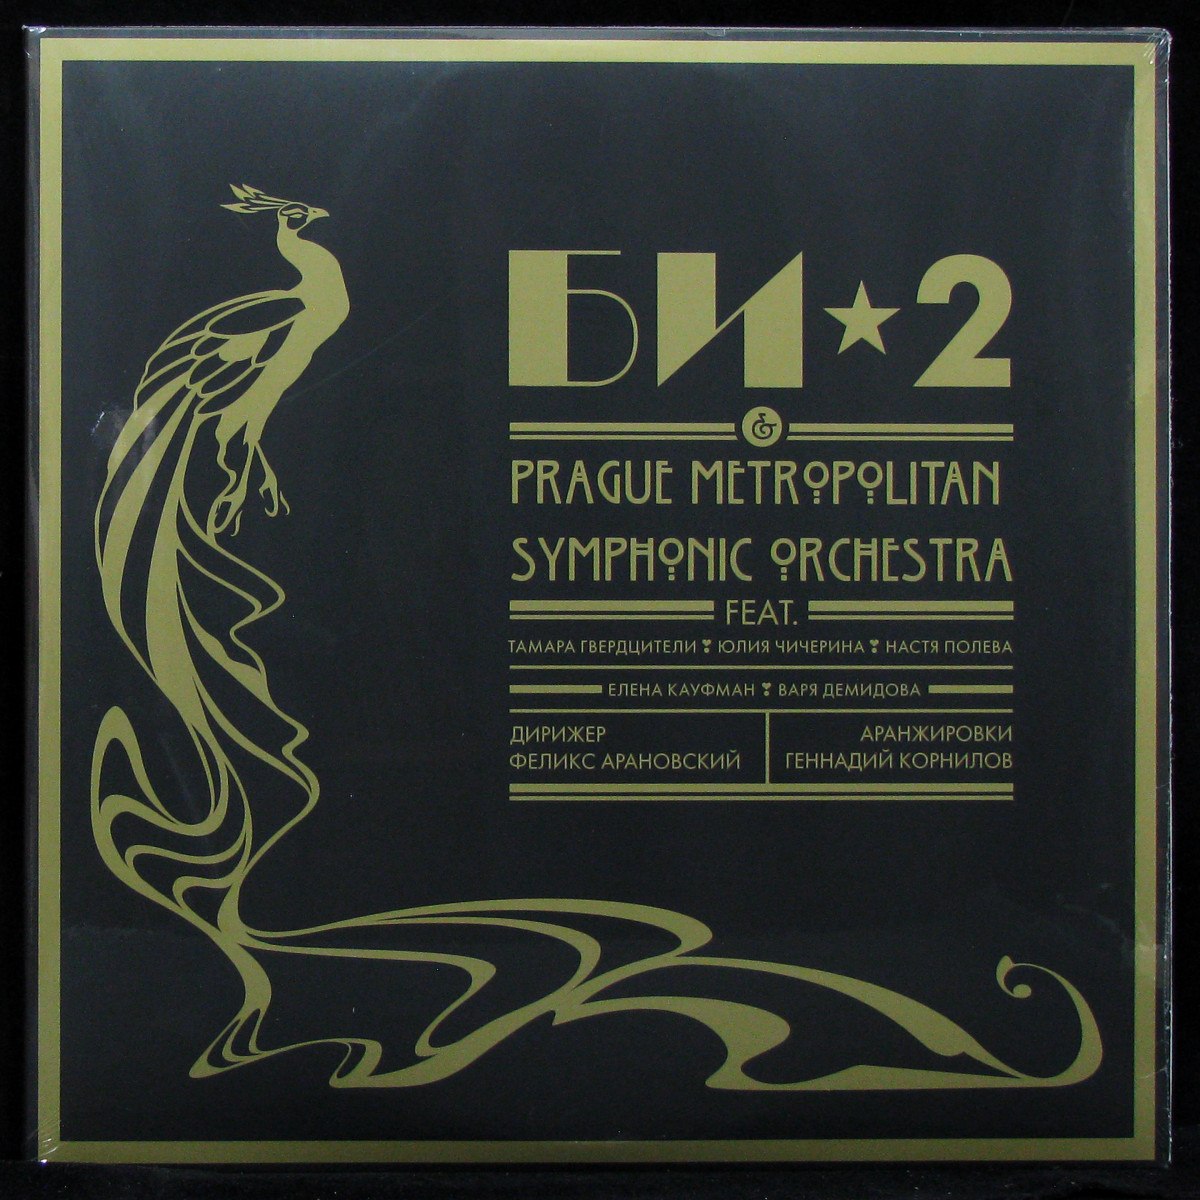 БИ★2
&
PRAGUE METROPOLITAN
SYMPHONIC ORCHESTRA
FEAT.
ТАМАРА ГВЕРДЦИТЕЛИ ❣ ЮЛИЯ ЧИЧЕРИНА ❣ НАСТЯ ПОЛЕВА
ЕЛЕНА КАУФМАН ❣ ВАРЯ ДЕМИДОВА
ДИРИЖЕР
ФЕЛИКС АРАНОВСКИЙ
АРАНЖИРОВКИ
ГЕННАДИЙ КОРНИЛОВ